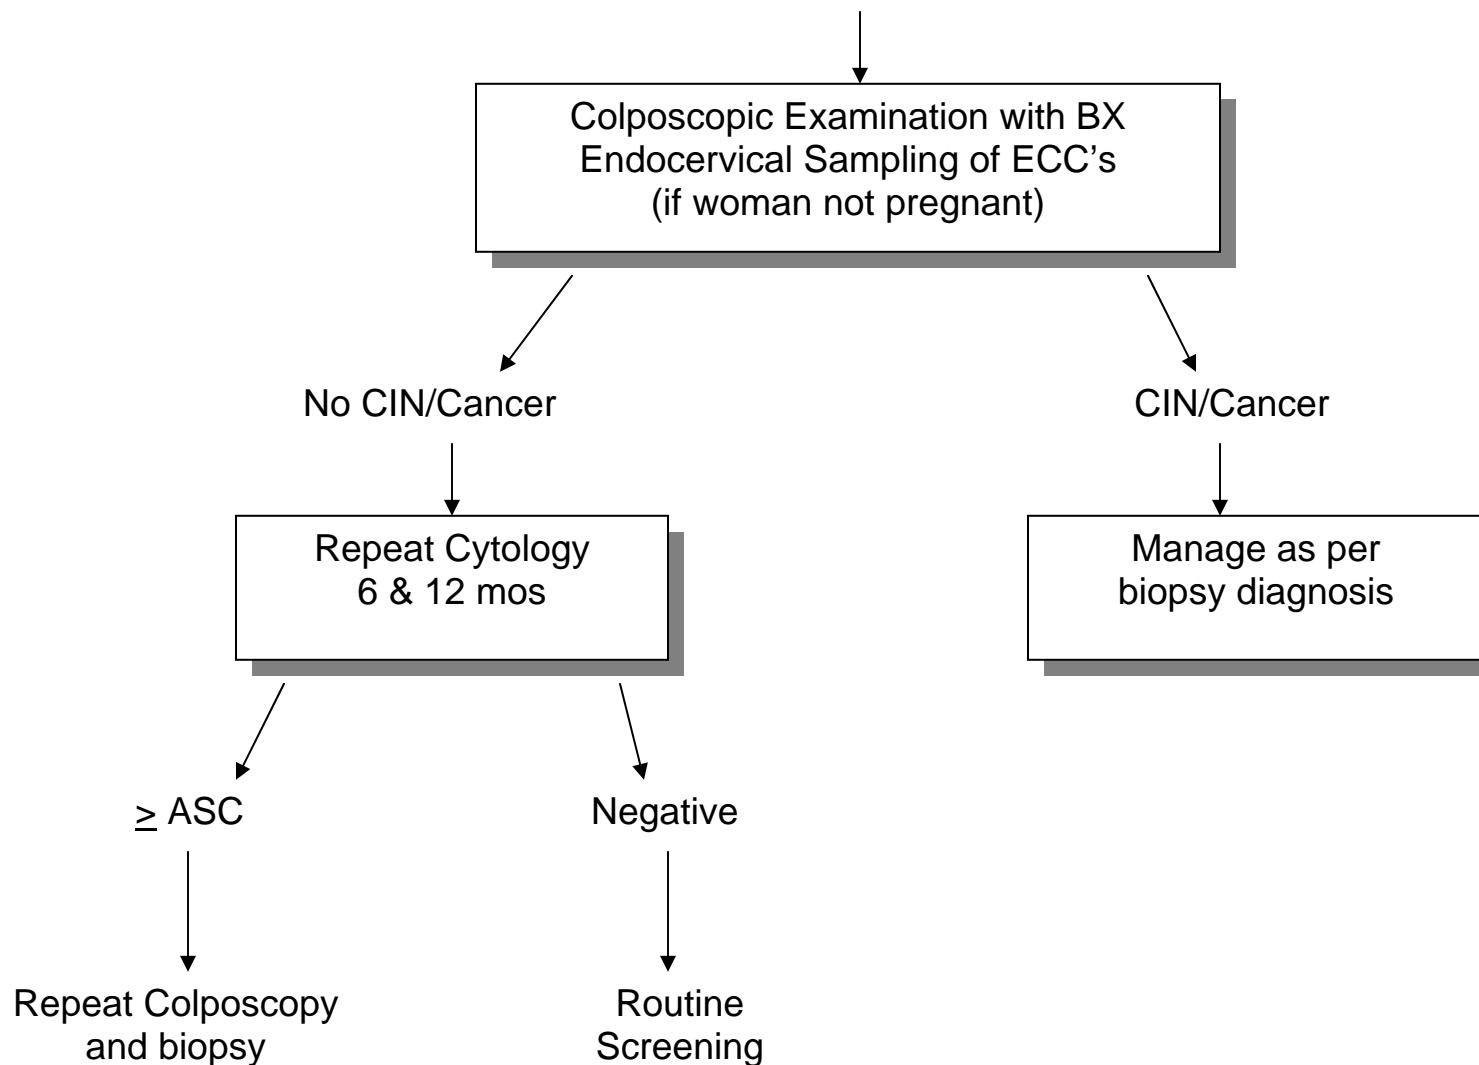 Colposcopic Examination with BX
Endocervical Sampling of ECC’s
(if woman not pregnant)
No CIN/Cancer
CIN/Cancer
Repeat Cytology
6 & 12 mos
Manage as per
biopsy diagnosis
≥ ASC
Negative
Repeat Colposcopy
and biopsy
Routine
Screening